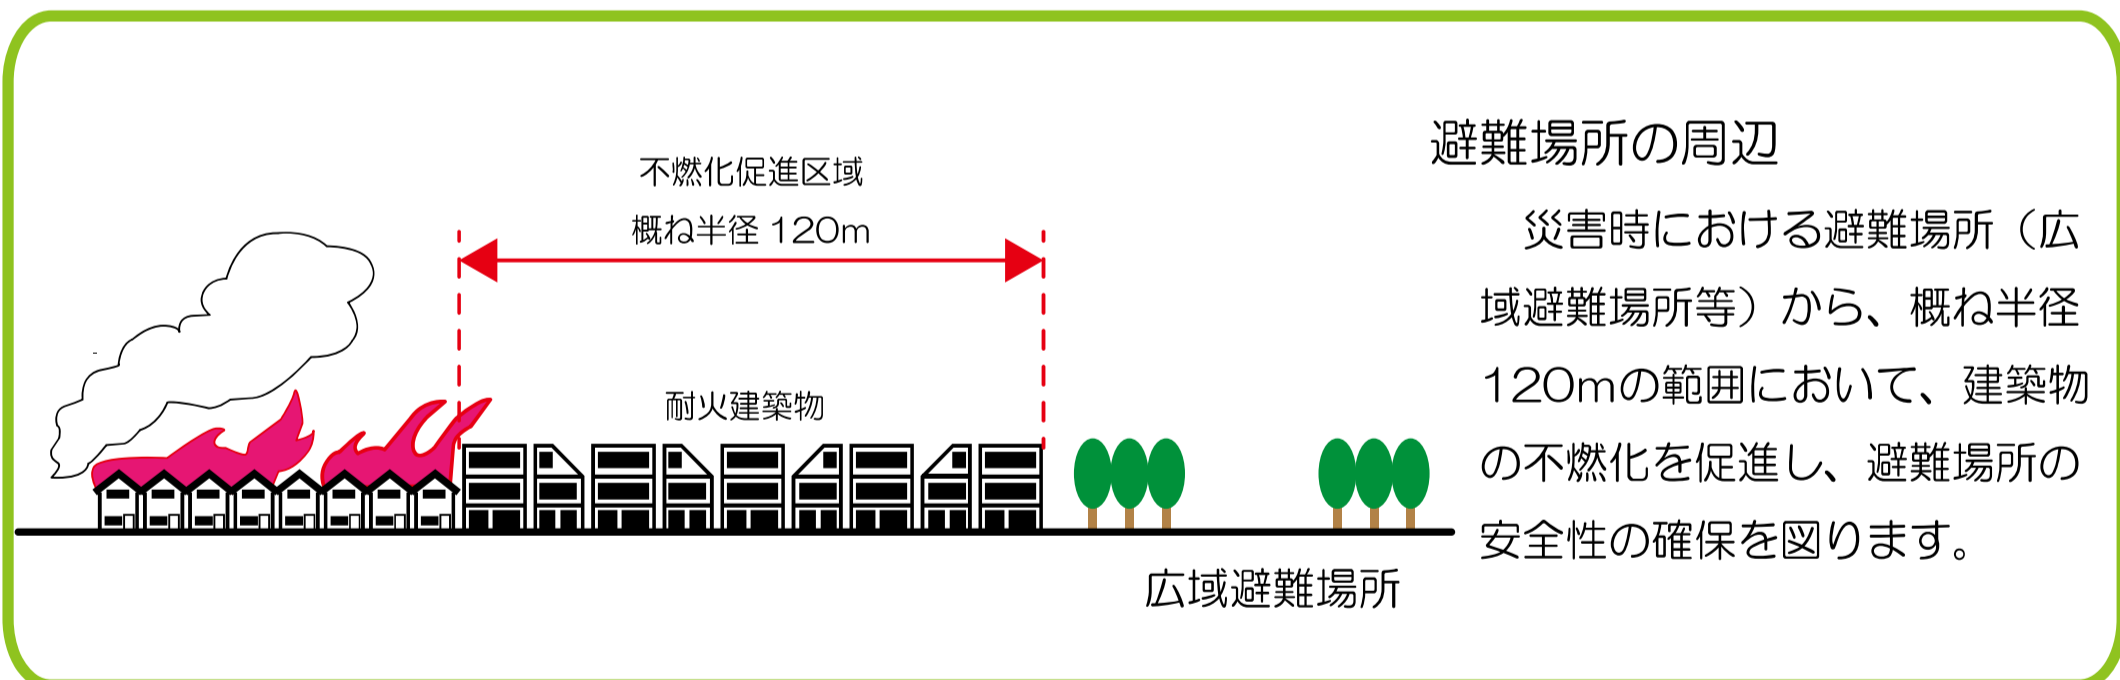 不燃化促進区域
概ね半径 120m
耐火建築物
広域避難場所
避難場所の周辺
災害時における避難場所（広
域避難場所等）から、概ね半径
120mの範囲において、建築物
の不燃化を促進し、避難場所の
安全性の確保を図ります。